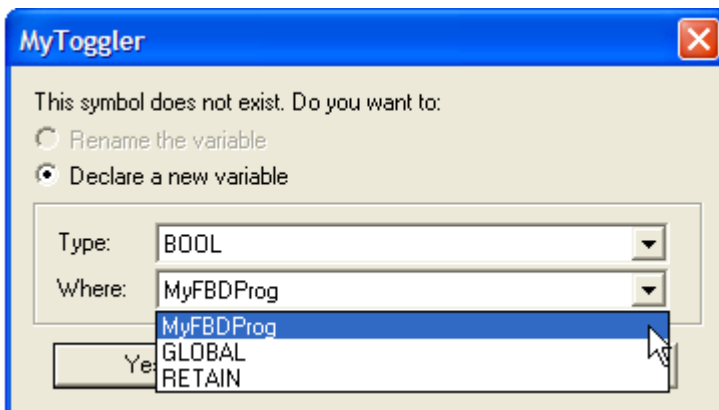 MyToggler
This symbol does not exist. Do you want to:
Rename the variable
Declare a new variable
Type: BOOL
Where: MyFBDProg
MyFBDProg
GLOBAL
RETAIN